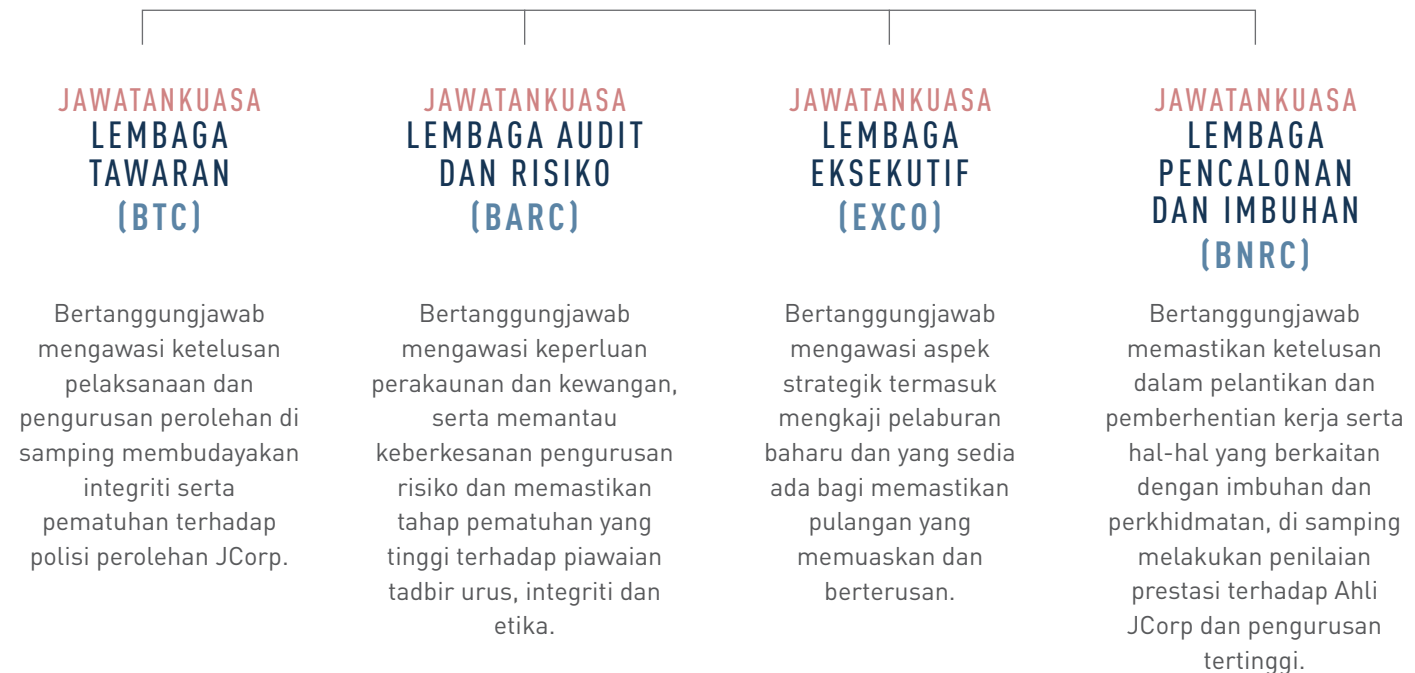 JAWATANKUASA
LEMBAGA
TAWARAN
(BTC)
Bertanggungjawab
mengawasi ketelusan
pelaksanaan dan
pengurusan perolehan di
samping membudayakan
integriti serta
pematuhan terhadap
polisi perolehan JCorp.
JAWATANKUASA
LEMBAGA AUDIT
DAN RISIKO
(BARC)
Bertanggungjawab
mengawasi keperluan
perakaunan dan kewangan,
serta memantau
keberkesanan pengurusan
risiko dan memastikan
tahap pematuhan yang
tinggi terhadap piawaian
tadbir urus, integriti dan
etika.
JAWATANKUASA
LEMBAGA
EKSEKUTIF
(EXCO)
Bertanggungjawab
mengawasi aspek
strategik termasuk
mengkaji pelaburan
baharu dan yang sedia
ada bagi memastikan
pulangan yang
memuaskan dan
berterusan.
JAWATANKUASA
LEMBAGA
PENCALONAN
DAN IMBUHAN
(BNRC)
Bertanggungjawab
memastikan ketelusan
dalam pelantikan dan
pemberhentian kerja serta
hal-hal yang berkaitan
dengan imbuhan dan
perkhidmatan, di samping
melakukan penilaian
prestasi terhadap Ahli
JCorp dan pengurusan
tertinggi.